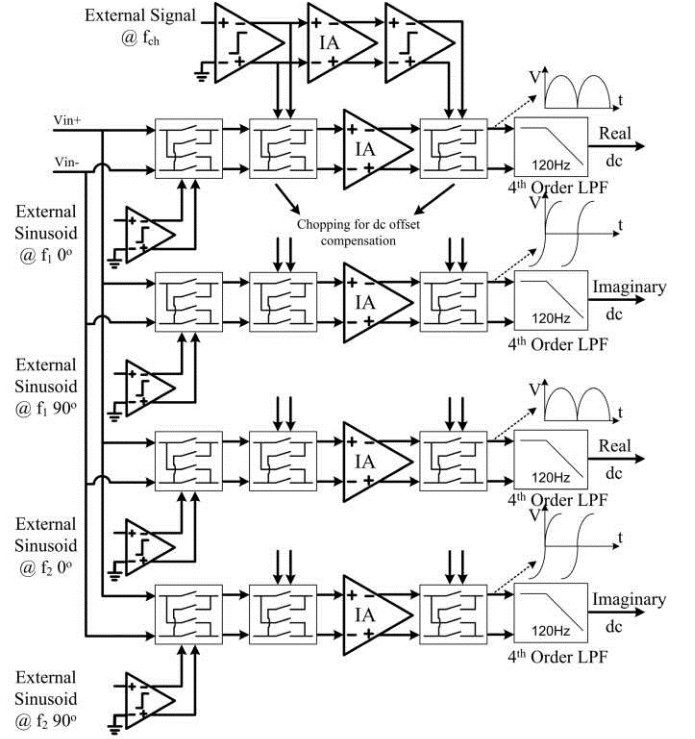 External Signal
@ fch
IA
V
t
Vin+
Vin-
IA
120Hz
Real
dc
4th Order LPF
Chopping for dc offset
compensation
External
Sinusoid
@ f1 0º
V
t
IA
120Hz
Imaginary
dc
4th Order LPF
External
Sinusoid
@ f1 90º
V
t
IA
120Hz
Real
dc
4th Order LPF
External
Sinusoid
@ f2 0º
V
t
IA
120Hz
Imaginary
dc
4th Order LPF
External
Sinusoid
@ f2 90º